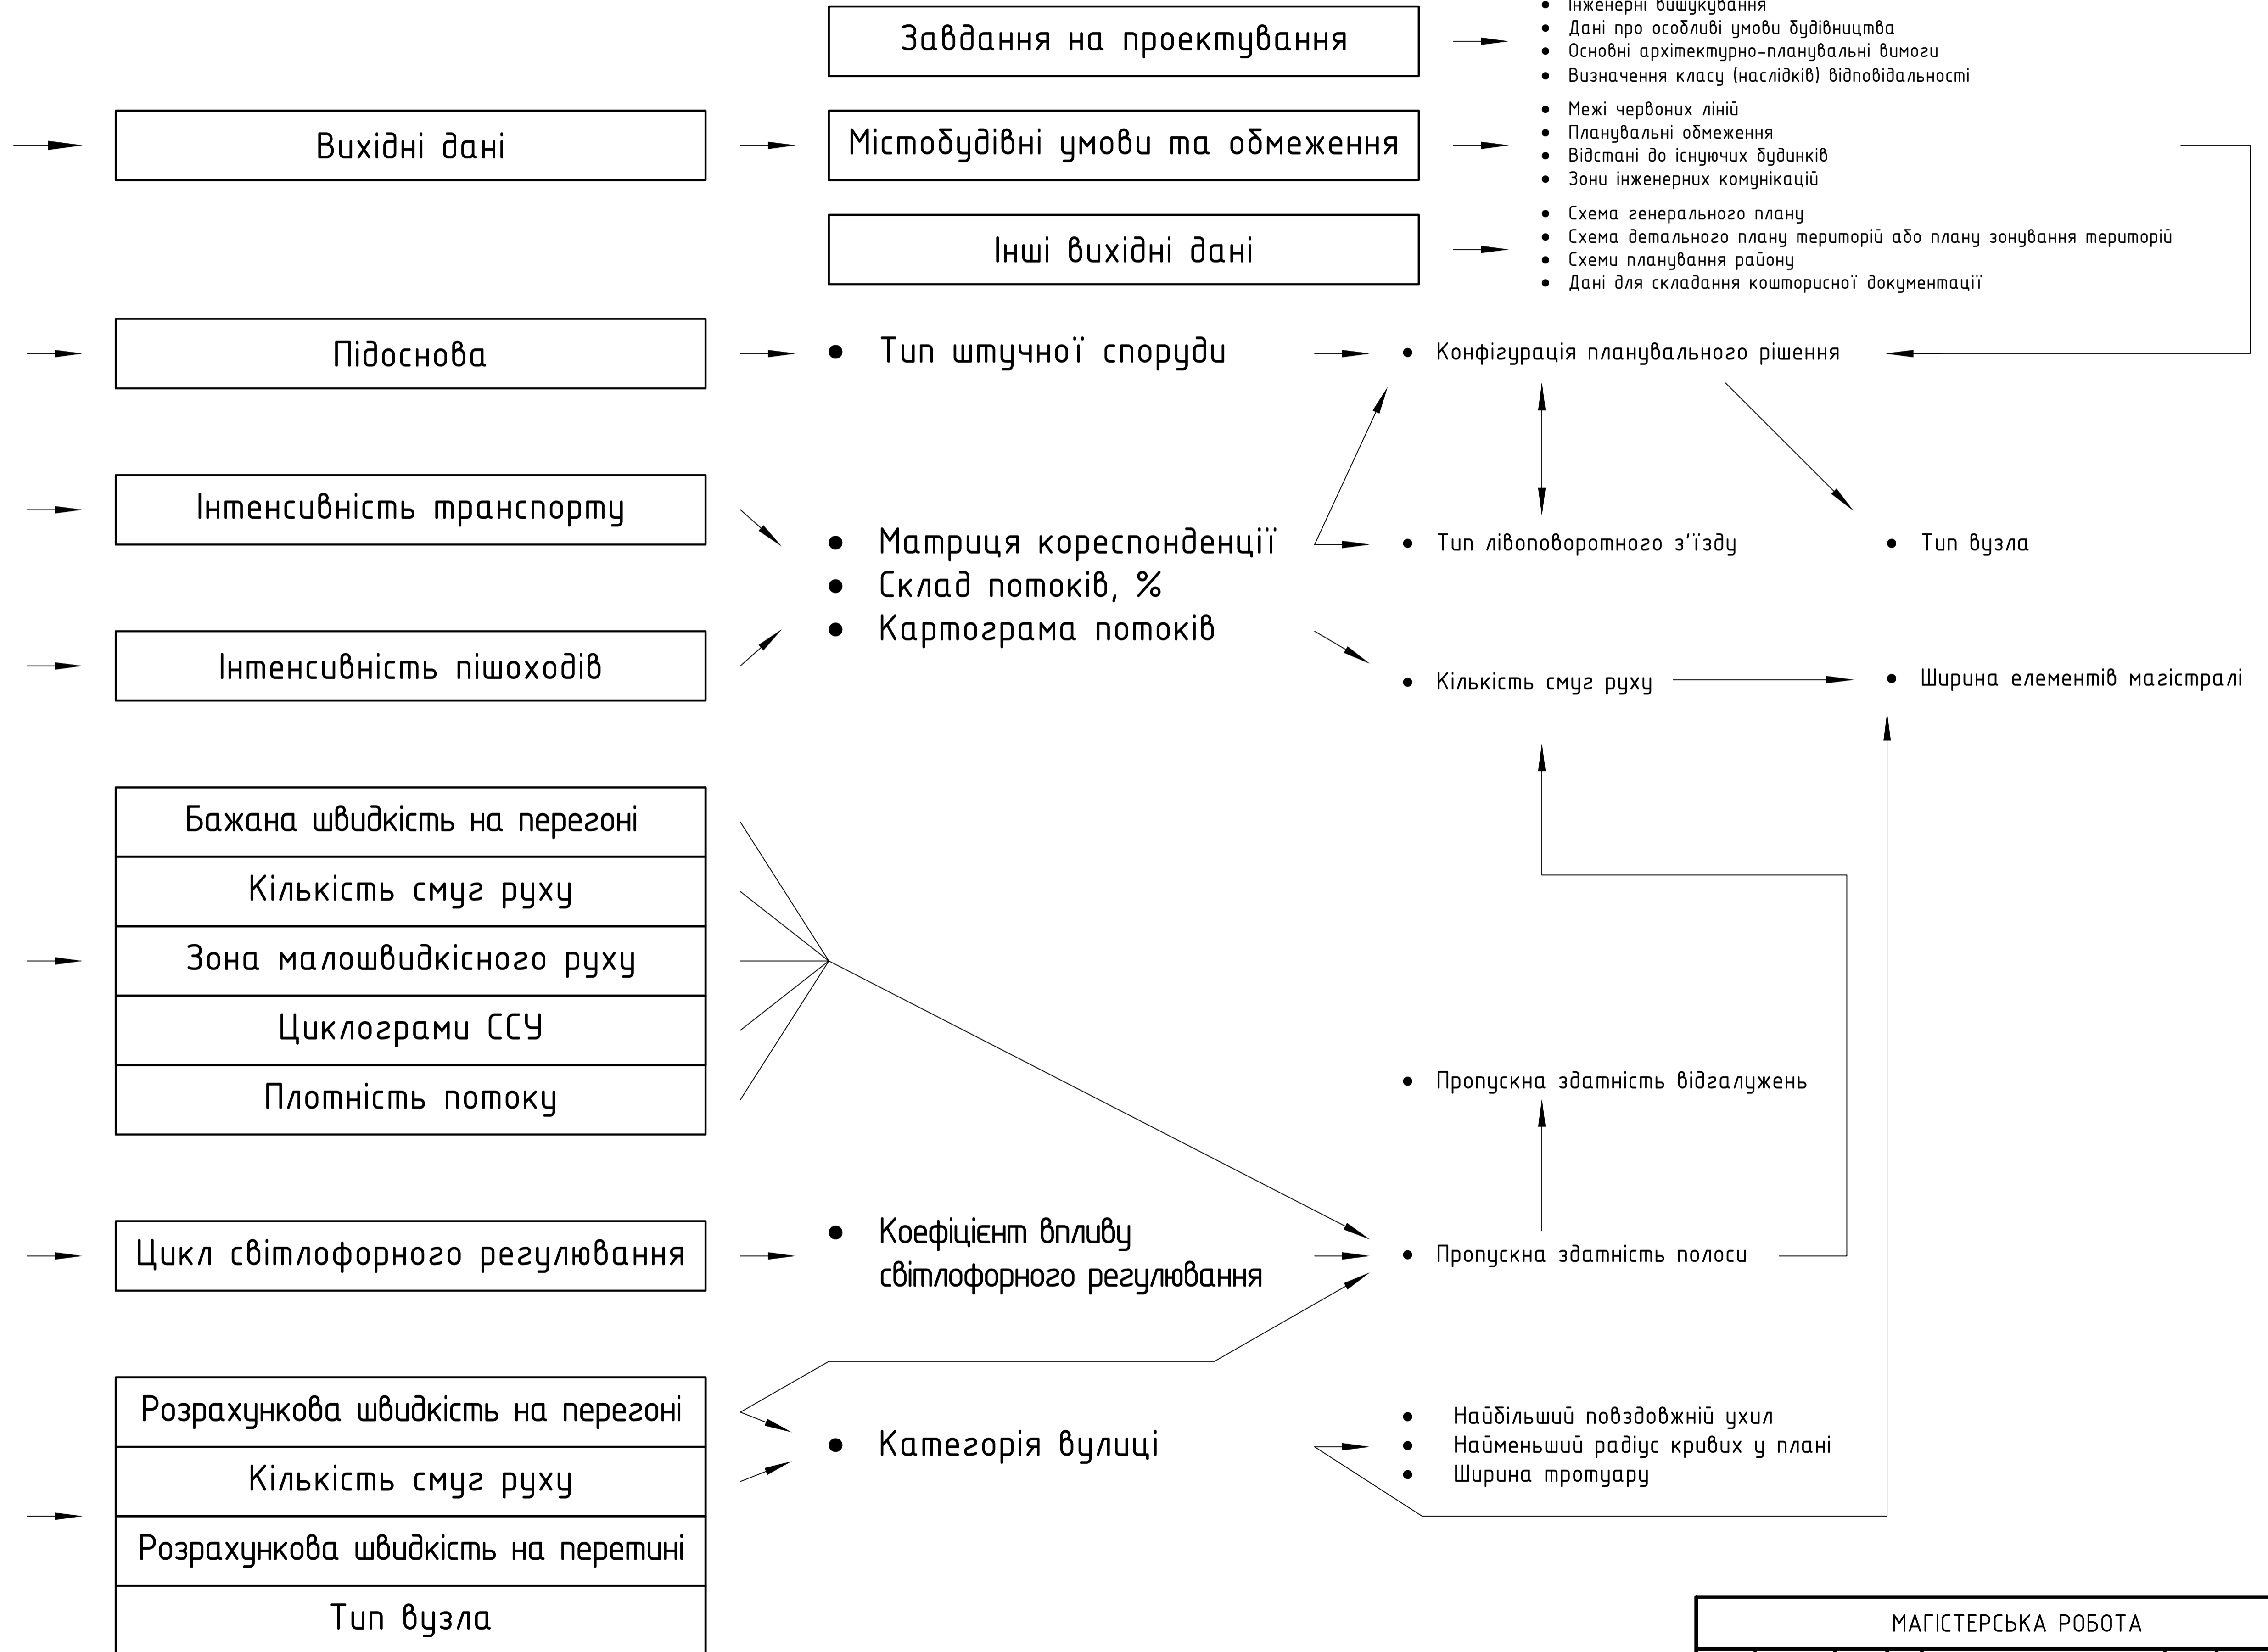 Інженерні вишукування
Завдання на проектування
Дані про особливі умови будівництва
Основні архітектурно-планувальні вимоги
Визначення класу (наслідків) відповідальності
Вихідні дані
Містобудівні умови та обмеження
Межі червоних ліній
Планувальні обмеження
Відстані до існуючих будинків
Зони інженерних комунікацій
Інші вихідні дані
Схема генерального плану
Схема детального плану територій або плану зонування територій
Схеми планування району
Дані для складання кошторисної документації
Підоснова
Тип штучної споруди
Конфігурація планувального рішення
Інтенсивність транспорту
Матриця кореспонденції
Склад потоків, %
Картограма потоків
Тип лівоповоротного з'їзду
Тип вузла
Інтенсивність пішоходів
Кількість смуг руху
Ширина елементів магістралі
Бажана швидкість на перегоні
Кількість смуг руху
Зона малошвидкісного руху
Циклограми ССУ
Плотність потоку
Пропускна здатність відгалужень
Цикл світлофорного регулювання
Коефіцієнт впливу
світлофорного регулювання
Пропускна здатність полоси
Розрахункова швидкість на перегоні
Кількість смуг руху
Розрахункова швидкість на перетині
Тип вузла
Категорія вулиці
Найбільший повздовжній ухил
Найменший радіус кривих у плані
Ширина тротуару
МАГІСТЕРСЬКА РОБОТА